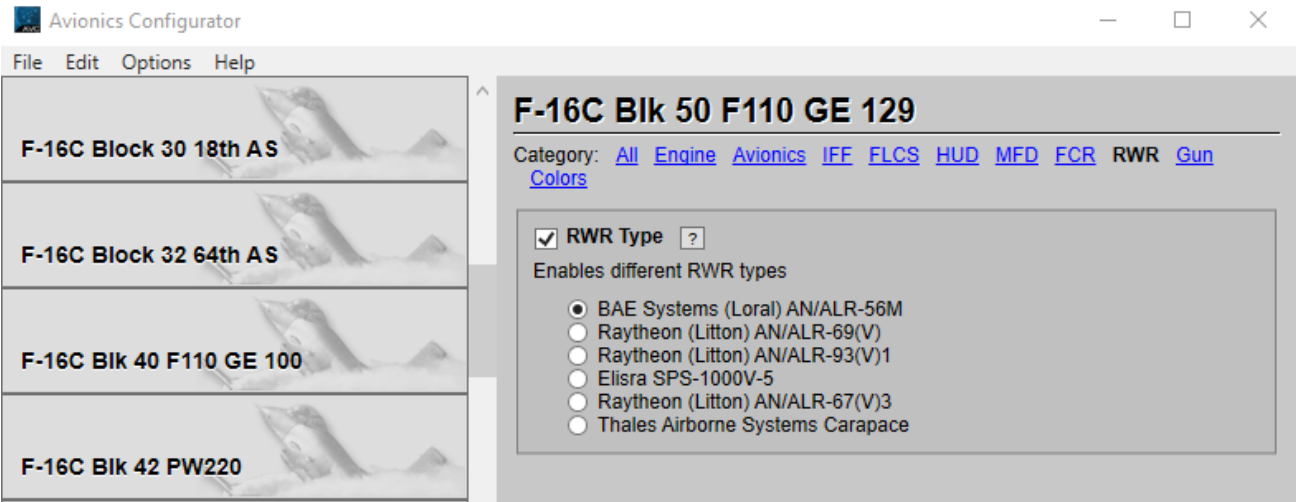 Avionics Configurator
File Edit Options Help
F-16C Block 30 18th AS
F-16C Block 32 64th AS
F-16C Blk 40 F110 GE 100
F-16C Blk 42 PW220
F-16C Blk 50 F110 GE 129
Category: All Engine Avionics IFF FLCS HUD MFD FCR RWR Gun
Colors
RWR Type ?
Enables different RWR types
BAE Systems (Loral) AN/ALR-56M
Raytheon (Litton) AN/ALR-69(V)
Raytheon (Litton) AN/ALR-93(V)1
Elisra SPS-1000V-5
Raytheon (Litton) AN/ALR-67(V)3
Thales Airborne Systems Carapace